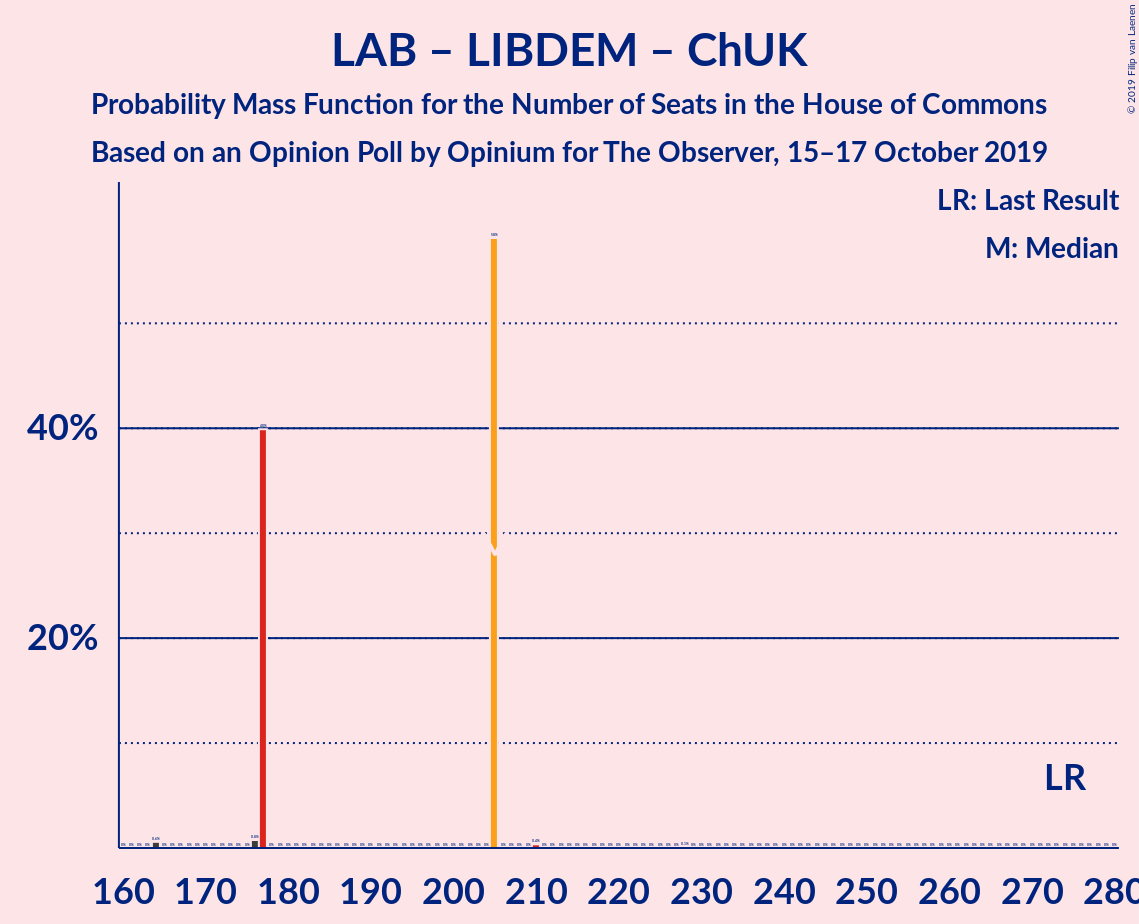 LAB – LIBDEM – ChUK
Probability Mass Function for the Number of Seats in the House of Commons
Based on an Opinion Poll by Opinium for The Observer, 15–17 October 2019
© 2019 Filip van Laenen
LR: Last Result
M: Median
40%
20%
M
LR
160 170 180 190 200 210 220 230 240 250 260 270 280